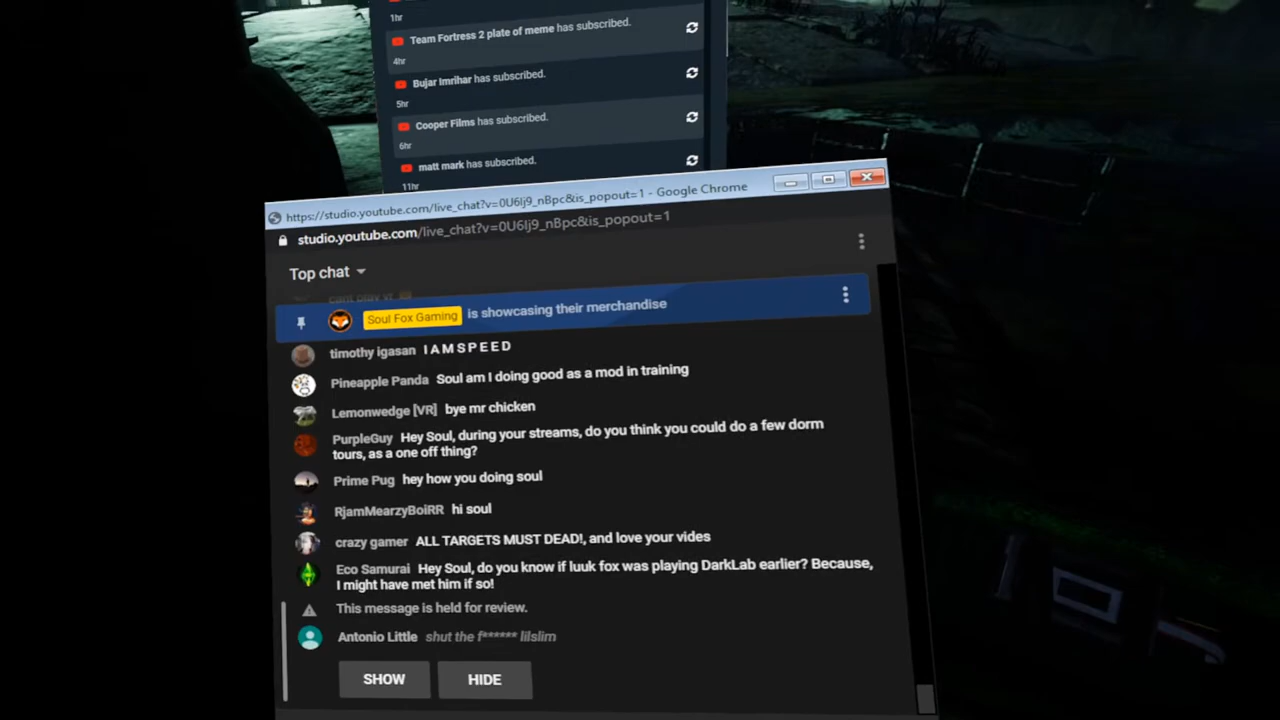 1hr
Team Fortress 2 plate of meme has subscribed.
4hr
Bujar Imrihar has subscribed.
5hr
Cooper Films has subscribed.
6hr
matt mark has subscribed.
11hr
https://studio.youtube.com/live_chat?v=0U6lj9_nBpc&is_popout=1 - Google Chrome
studio.youtube.com/live_chat?v=0U6lj9_nBpc&is_popout=1
Top chat
Soul Fox Gaming is showcasing their merchandise
timothy igasan I A M S P E E D
Pineapple Panda Soul am I doing good as a mod in training
Lemonwedge [VR] bye mr chicken
PurpleGuy Hey Soul, during your streams, do you think you could do a few dorm
tours, as a one off thing?
Prime Pug hey how you doing soul
RjamMearzyBoiRR hi soul
crazy gamer ALL TARGETS MUST DEAD!, and love your vides
Eco Samurai Hey Soul, do you know if luuk fox was playing DarkLab earlier? Because,
I might have met him if so!
This message is held for review.
Antonio Little shut the f****** lilslim
SHOW HIDE